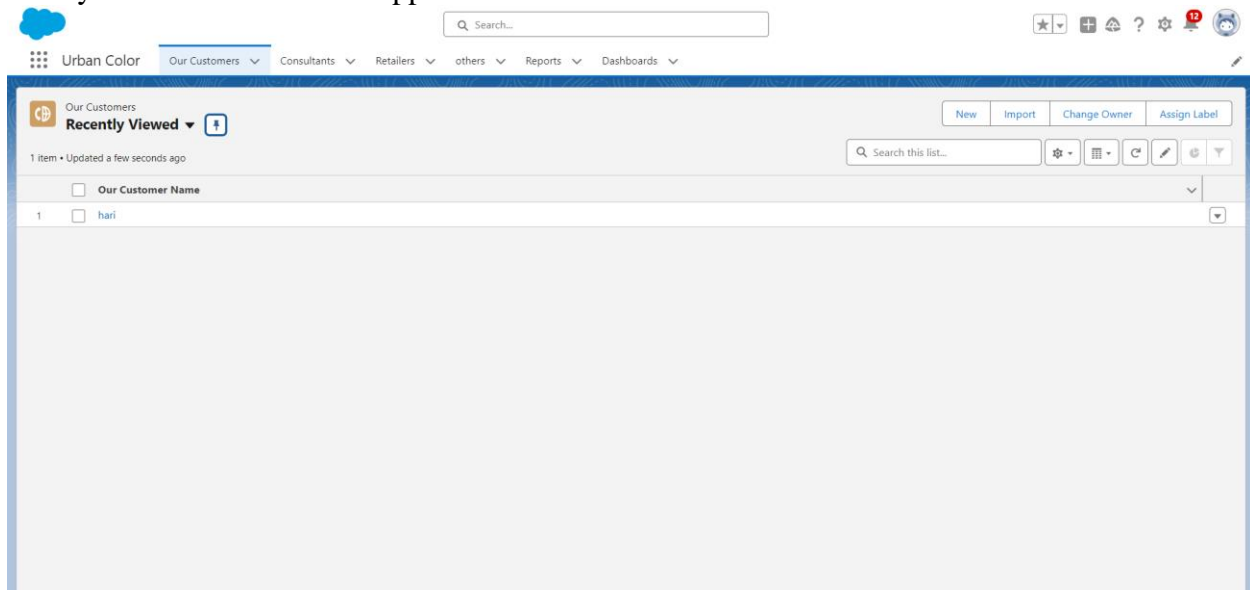 Search...
12
Urban Color Our Customers Consultants Retailers others Reports Dashboards
Our Customers
Recently Viewed
New Import Change Owner Assign Label
1 item • Updated a few seconds ago
Search this list...
Our Customer Name
1 hari